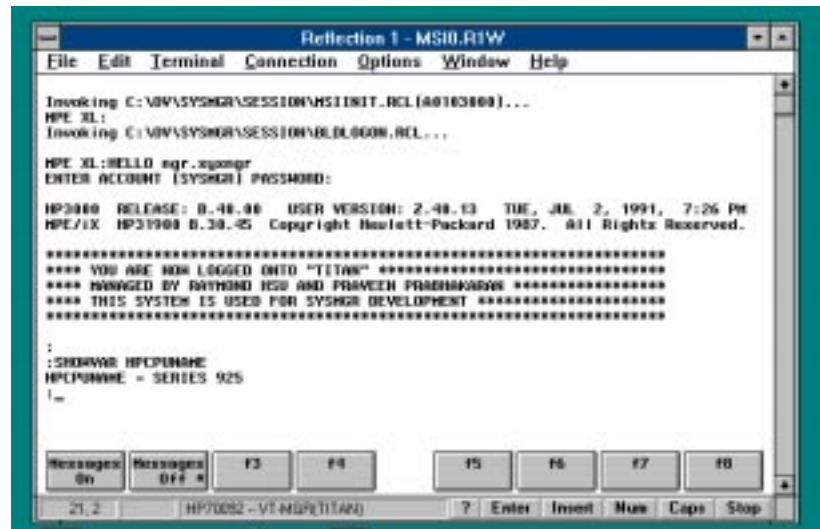 Reflection 1 - MSI0.R1W
File Edit Terminal Connection Options Window Help
Invoking C:\OV\SYSMGR\SESSION\MSIINIT.RCL(A0103000)...
MPE XL:
Invoking C:\OV\SYSMGR\SESSION\BLDLOGON.RCL...
MPE XL:HELLO mgr.sysmgr
ENTER ACCOUNT (SYSMGR) PASSWORD:
HP3000 RELEASE: B.40.00 USER VERSION: 2.40.13 TUE, JUL 2, 1991, 7:26 PM
MPE/iX HP31900 B.30.45 Copyright Hewlett-Packard 1987. All Rights Reserved.
**** YOU ARE NOW LOGGED ONTO "TITAN"
**** MANAGED BY RAYMOND HSU AND PRAVEEN PRABHAKARAN
**** THIS SYSTEM IS USED FOR SYSMGR DEVELOPMENT
:
:SHOWVAR HPCPUNAME
HPCPUNAME = SERIES 925
:_
Messages On Messages Off * f3 f4 f5 f6 f7 f8
21, 2 HP70092 -- VT-MGR(TITAN) ? Enter Insert Num Caps Stop